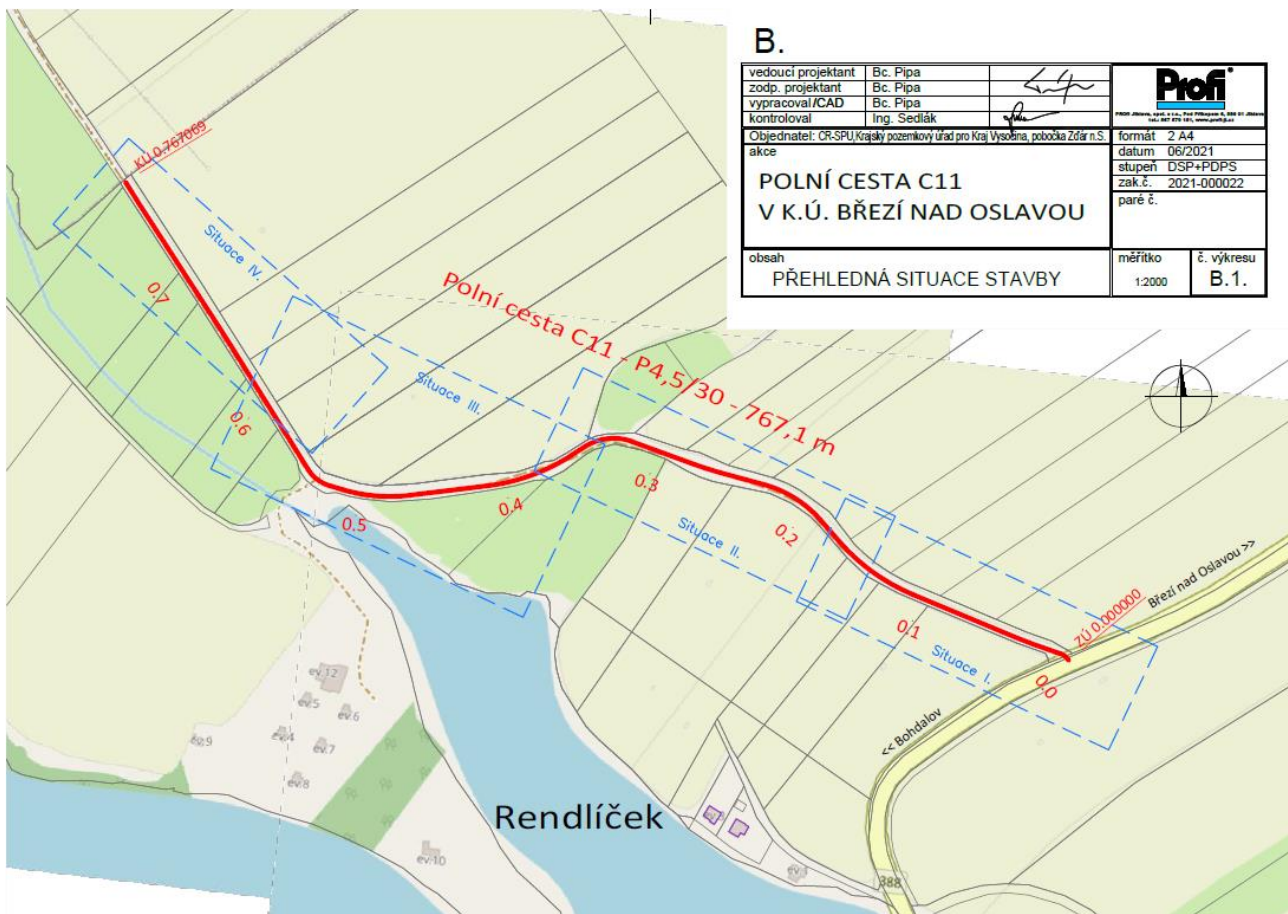 B.
vedoucí projektant Bc. Pipa
zodp. projektant Bc. Pipa
vypracoval/CAD Bc. Pipa
kontroloval Ing. Sedlák
Profi
Objednatel: ČR-SPU,Krajský pozemkový úřad pro Kraj Vysočina, pobočka Žďár n.S.
formát 2 A4
datum 06/2021
stupeň DSP+PDPS
zak.č. 2021-000022
paré č.
akce
POLNÍ CESTA C11
V K.Ú. BŘEZÍ NAD OSLAVOU
obsah
PŘEHLEDNÁ SITUACE STAVBY
měřítko
1:2000
č. výkresu
B.1.
KÚ 0.767069
Situace IV.
0.7
Polní cesta C11 - P4,5/30 - 767,1 m
Situace III.
0.6
0.5
0.4
0.3
0.2
Situace II.
0.1
Situace I.
ZÚ 0.000000
0.0
Březí nad Oslavou >>
<< Bohdalov
ev.12
ev.5
ev.6
ev.9
ev.4
ev.7
ev.8
ev.10
Rendlíček
388